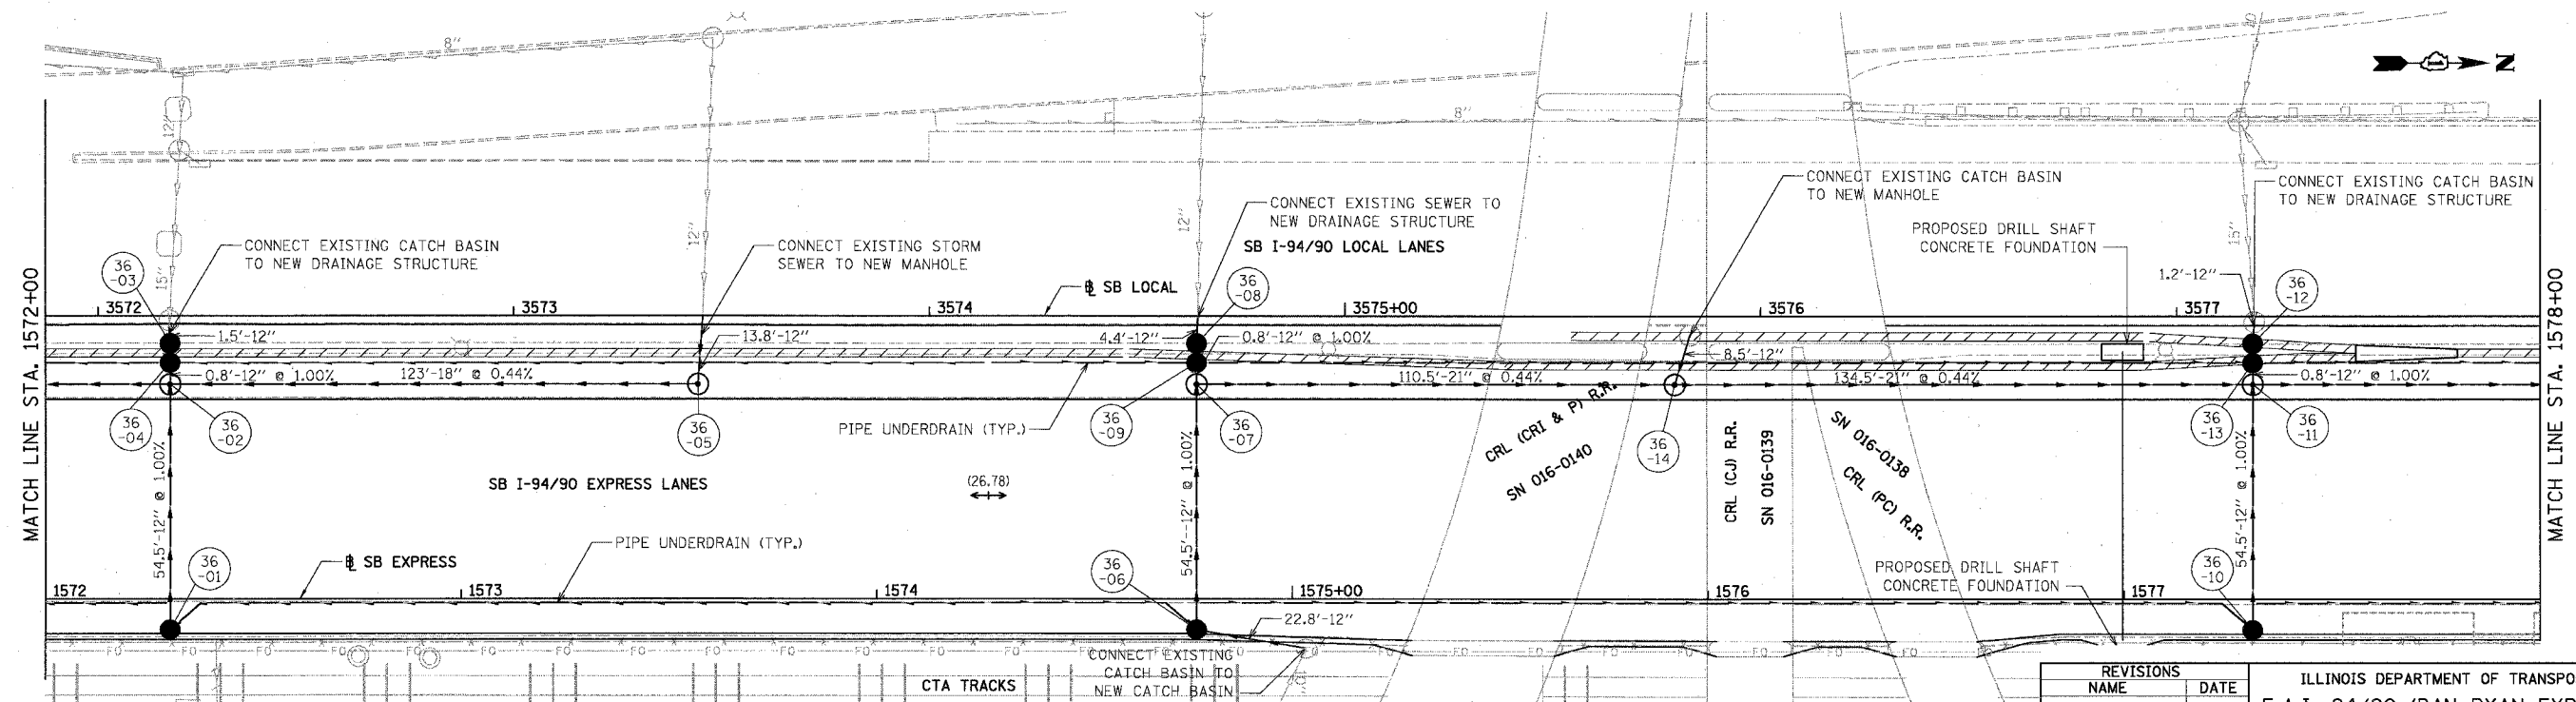 8"
N
12"
8"
CONNECT EXISTING CATCH BASIN
TO NEW MANHOLE
CONNECT EXISTING CATCH BASIN
TO NEW DRAINAGE STRUCTURE
CONNECT EXISTING SEWER TO
NEW DRAINAGE STRUCTURE
PROPOSED DRILL SHAFT
CONCRETE FOUNDATION
12"
12"
15"
CONNECT EXISTING CATCH BASIN
TO NEW DRAINAGE STRUCTURE
CONNECT EXISTING STORM
SEWER TO NEW MANHOLE
SB I-94/90 LOCAL LANES
36
-03
15"
1.2'-12"
36
-08
36
-12
℄ SB LOCAL
MATCH LINE STA. 1572+00
3572
3573
3574
3575+00
3576
3577
MATCH LINE STA. 1578+00
1.5'-12"
13.8'-12"
4.4'-12"
0.8'-12" @ 1.00%
8.5'-12"
0.8'-12" @ 1.00%
123'-18" @ 0.44%
110.5'-21" @ 0.44%
134.5'-21" @ 0.44%
0.8'-12" @ 1.00%
36
-04
36
-02
36
-05
PIPE UNDERDRAIN (TYP.)
36
-09
36
-07
36
-14
36
-13
36
-11
CRL (CRI & P) R.R.
SN 016-0140
CRL (CJ) R.R.
SN 016-0139
SN 016-0138
CRL (PC) R.R.
SB I-94/90 EXPRESS LANES
(26.78)
54.5'-12" @ 1.00%
54.5'-12" @ 1.00%
54.5'-12" @ 1.00%
PIPE UNDERDRAIN (TYP.)
℄ SB EXPRESS
36
-01
36
-06
36
-10
PROPOSED DRILL SHAFT
CONCRETE FOUNDATION
1572
1573
1574
1575+00
1576
1577
22.8'-12"
FO FO FO FO FO FO FO FO
CONNECT EXISTING
CATCH BASIN TO
NEW CATCH BASIN
CTA TRACKS
REVISIONS
NAME DATE
ILLINOIS DEPARTMENT OF TRANSPO